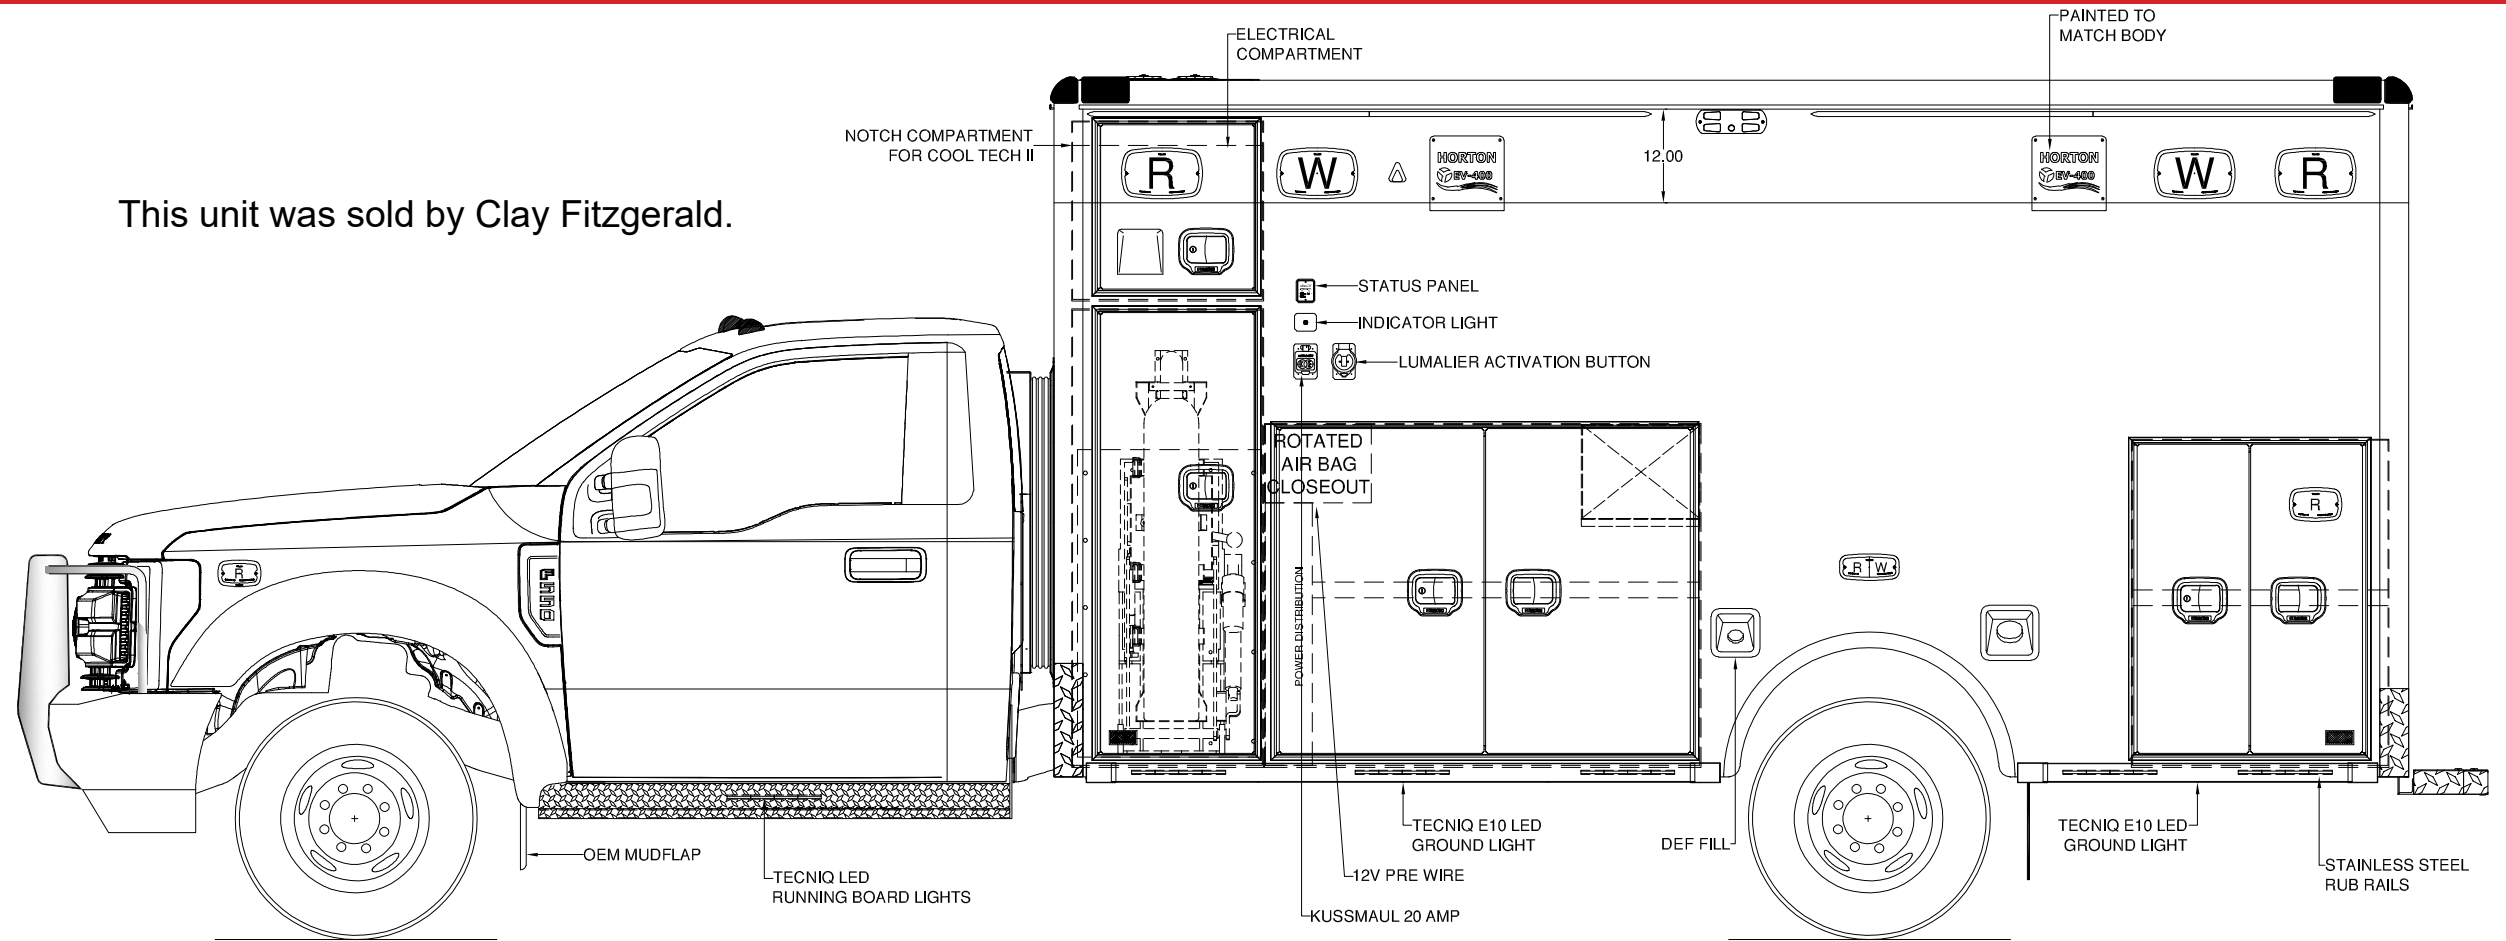 PAINTED TO
MATCH BODY
ELECTRICAL
COMPARTMENT
NOTCH COMPARTMENT
FOR COOL TECH II
R
W
HORTON
EV-400
12.00
HORTON
EV-400
W
R
This unit was sold by Clay Fitzgerald.
STATUS PANEL
INDICATOR LIGHT
LUMALIER ACTIVATION BUTTON
ROTATED
AIR BAG
CLOSEOUT
R
R
F550
R W
POWER DISTRIBUTION
TECNIQ E10 LED
GROUND LIGHT
DEF FILL
TECNIQ E10 LED
GROUND LIGHT
OEM MUDFLAP
STAINLESS STEEL
RUB RAILS
TECNIQ LED
RUNNING BOARD LIGHTS
12V PRE WIRE
KUSSMAUL 20 AMP